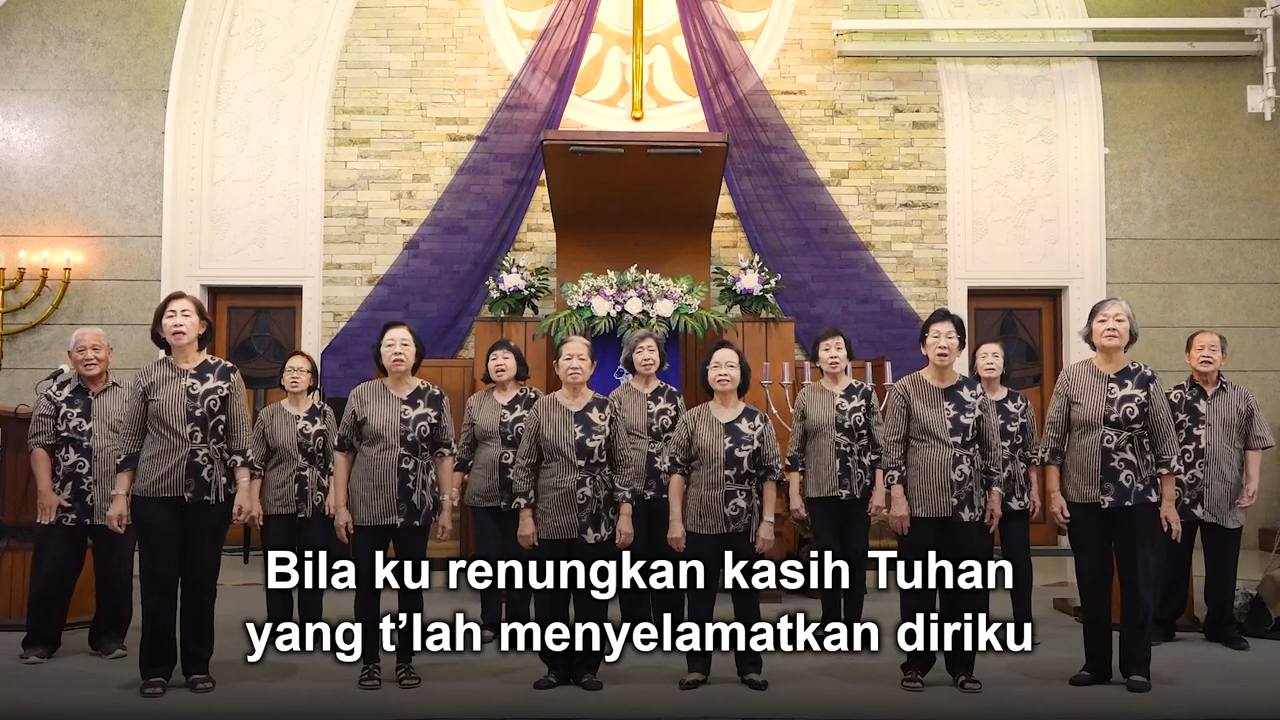 Bila ku renungkan kasih Tuhan
yang t’lah menyelamatkan diriku